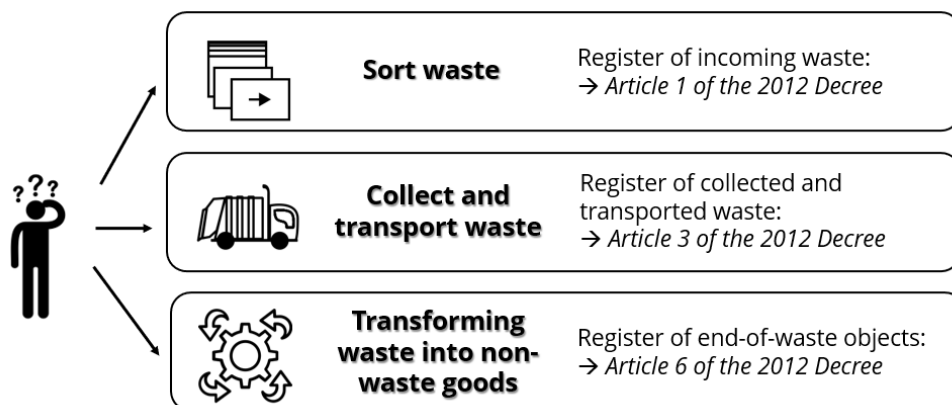 Sort waste
Register of incoming waste:
→ Article 1 of the 2012 Decree
? ? ?
Collect and
transport waste
Register of collected and
transported waste:
→ Article 3 of the 2012 Decree
Transforming
waste into non-
waste goods
Register of end-of-waste objects:
→ Article 6 of the 2012 Decree